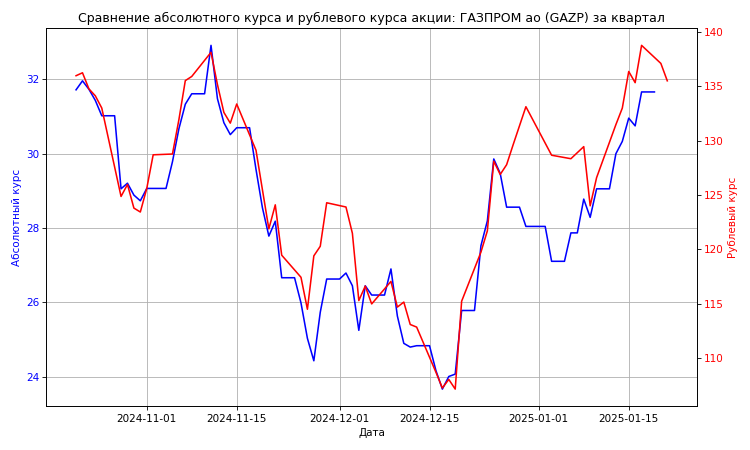 Сравнение абсолютного курса и рублевого курса акции: ГАЗПРОМ ао (GAZP) за квартал
140
32
135
130
30
Абсолютный курс
28
125
Рублевый курс
120
26
115
24
110
2024-11-01 2024-11-15 2024-12-01 2024-12-15 2025-01-01 2025-01-15
Дата